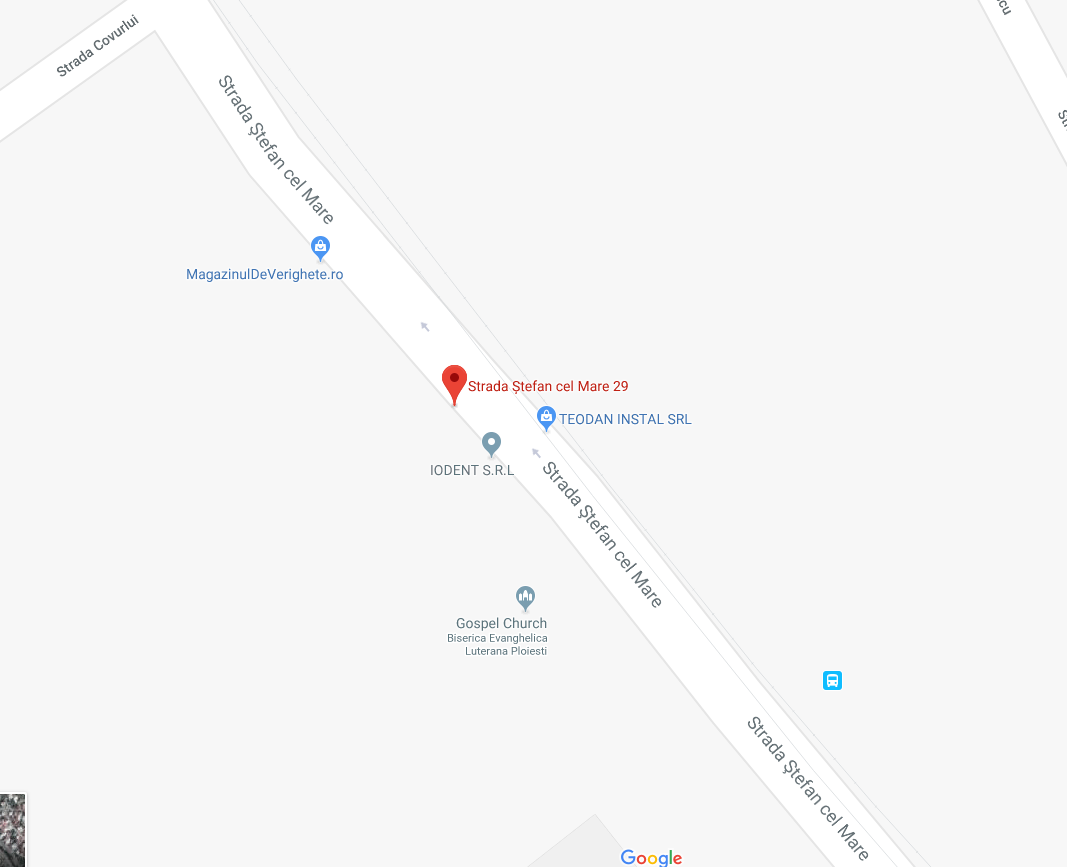 Strada Covurlui
Strada Ștefan cel Mare
MagazinulDeVerighete.ro
Strada Ștefan cel Mare 29
TEODAN INSTAL SRL
IODENT S.R.L
Strada Ștefan cel Mare
Gospel Church
Biserica Evanghelica
Luterana Ploiesti
Strada Ștefan cel Mare
Google